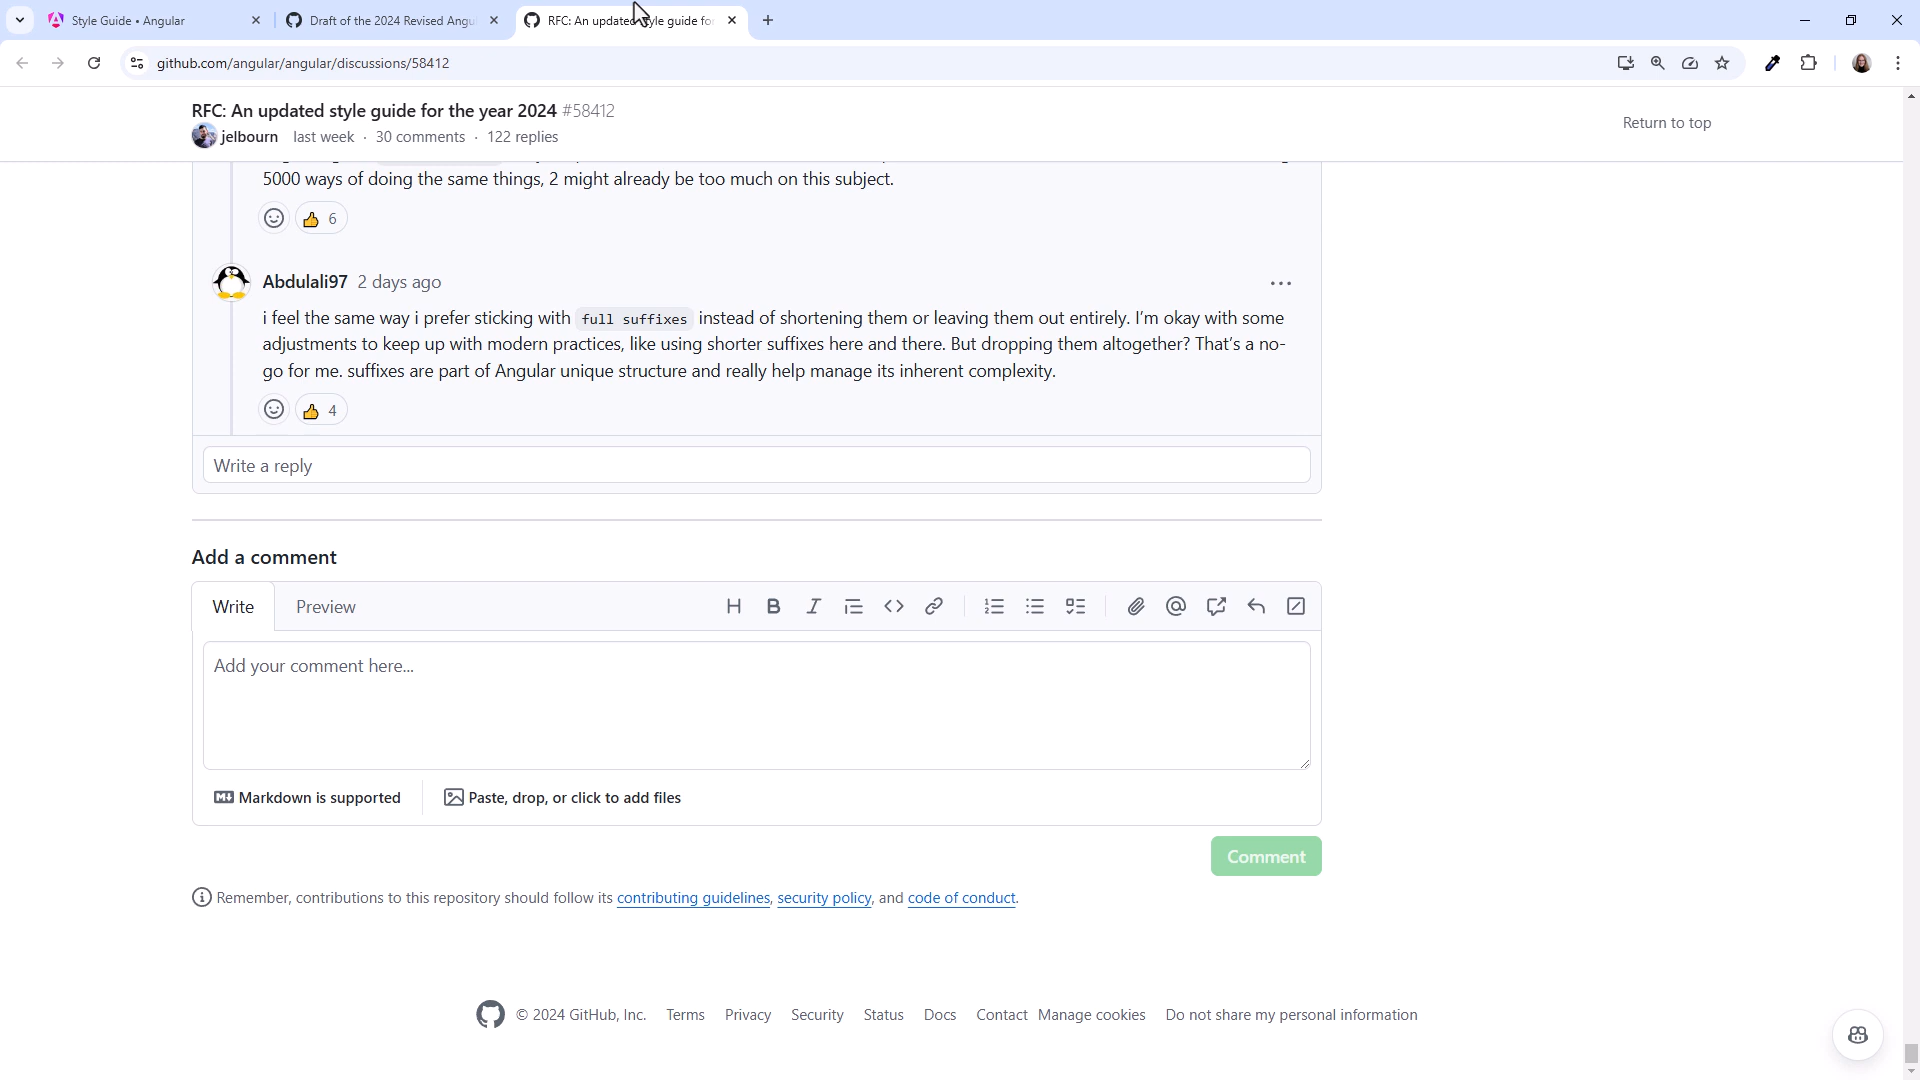 Style Guide • Angular
Draft of the 2024 Revised Angu
RFC: An updated style guide fo
github.com/angular/angular/discussions/58412
RFC: An updated style guide for the year 2024 #58412
jelbourn last week · 30 comments · 122 replies
Return to top
5000 ways of doing the same things, 2 might already be too much on this subject.
6
Abdulali97 2 days ago
i feel the same way i prefer sticking with full suffixes instead of shortening them or leaving them out entirely. I'm okay with some
adjustments to keep up with modern practices, like using shorter suffixes here and there. But dropping them altogether? That's a no-
go for me. suffixes are part of Angular unique structure and really help manage its inherent complexity.
4
Write a reply
Add a comment
Write Preview
Add your comment here...
Markdown is supported
Paste, drop, or click to add files
Comment
Remember, contributions to this repository should follow its contributing guidelines, security policy, and code of conduct.
© 2024 GitHub, Inc. Terms Privacy Security Status Docs Contact Manage cookies Do not share my personal information